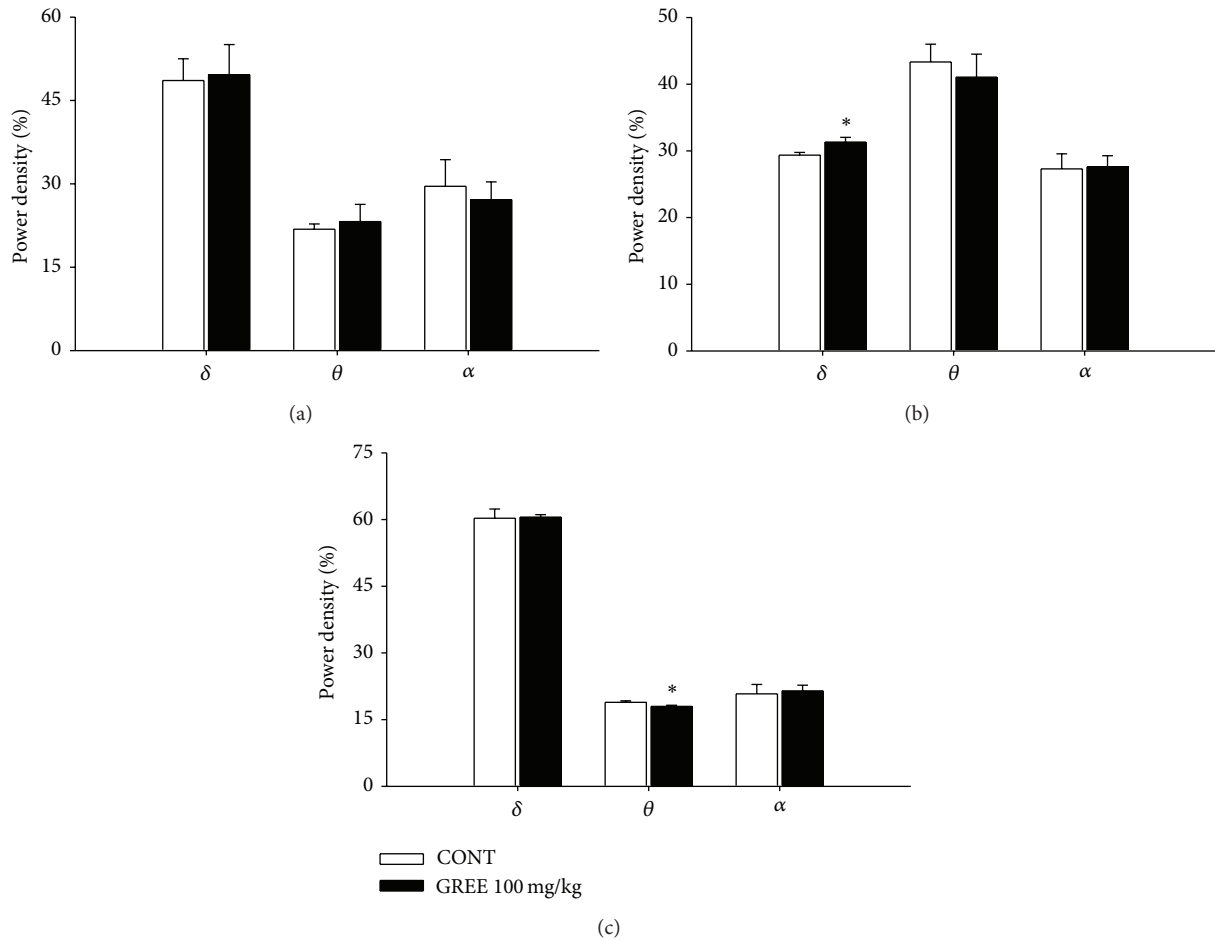 Power density (%)
60
45
30
15
0
δ θ α
(a)
Power density (%)
50
40
30
20
10
0
*
δ θ α
(b)
Power density (%)
75
60
45
30
15
0
*
δ θ α
CONT
GREE 100 mg/kg
(c)